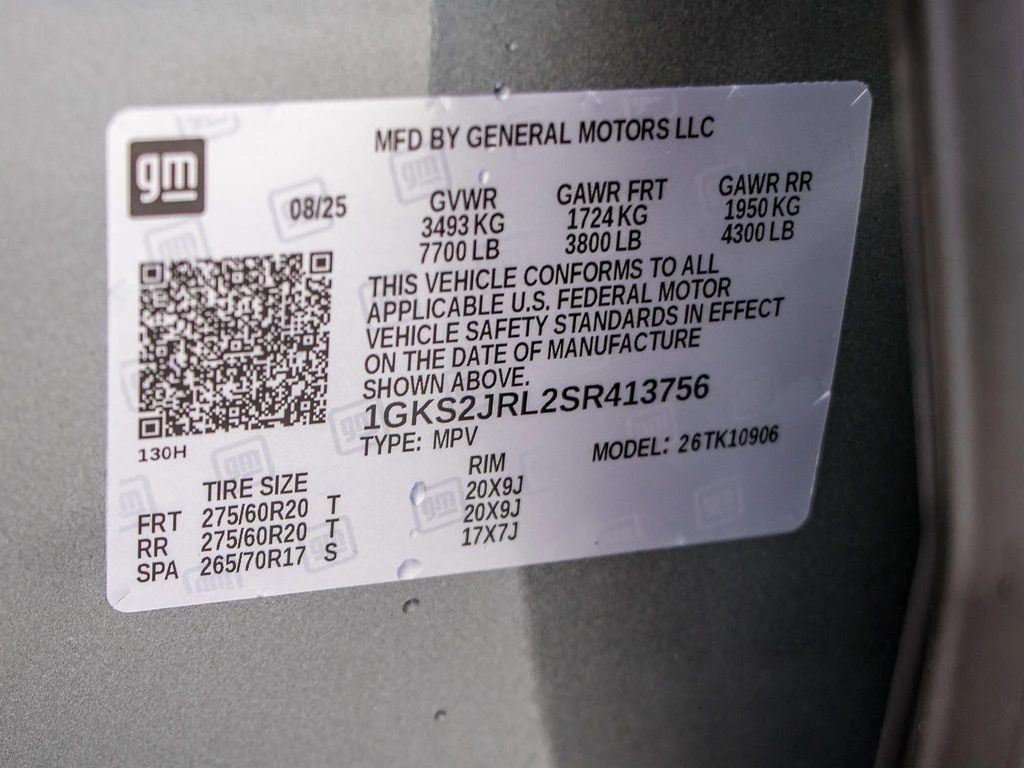 gm
MFD BY GENERAL MOTORS LLC
08/25
GVWR GAWR FRT GAWR RR
3493 KG 1724 KG 1950 KG
7700 LB 3800 LB 4300 LB
THIS VEHICLE CONFORMS TO ALL
APPLICABLE U.S. FEDERAL MOTOR
VEHICLE SAFETY STANDARDS IN EFFECT
ON THE DATE OF MANUFACTURE
SHOWN ABOVE.
1GKS2JRL2SR413756
TYPE: MPV MODEL: 26TK10906
130H
TIRE SIZE RIM
FRT 275/60R20 T 20X9J
RR 275/60R20 T 20X9J
SPA 265/70R17 S 17X7J